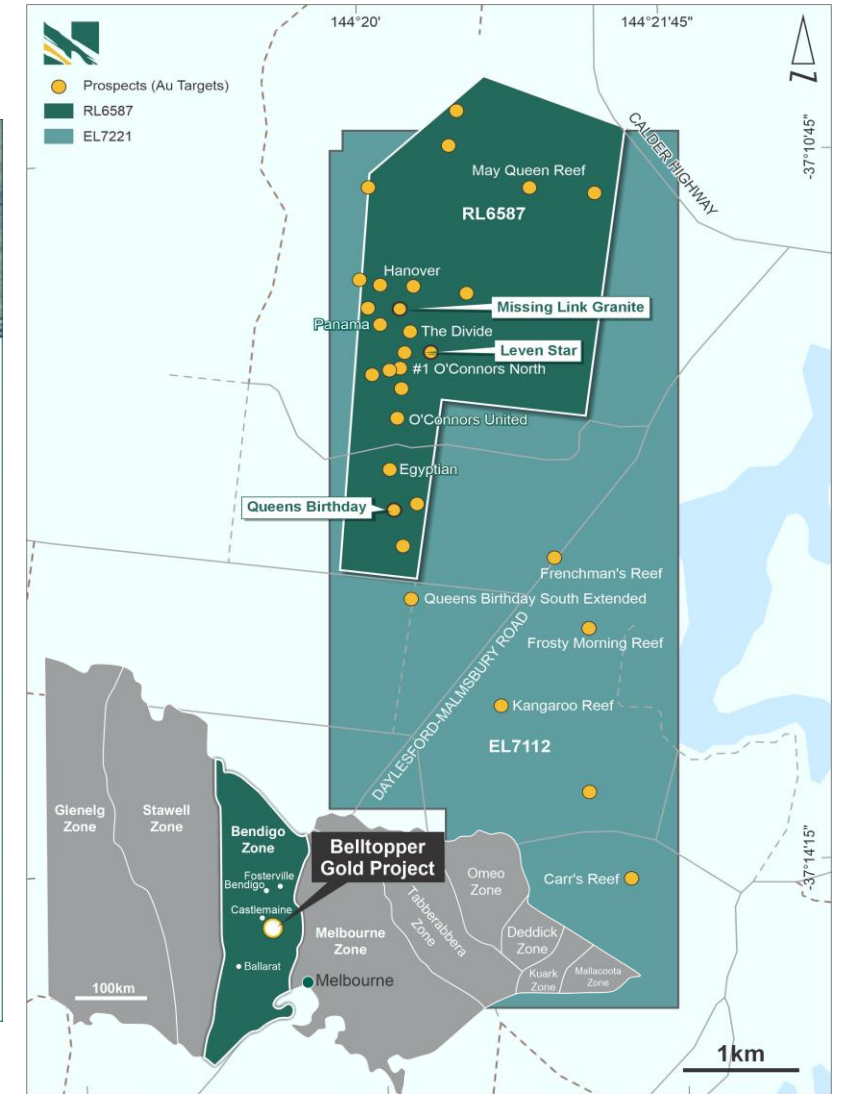 144°20'
144°21'45"
Prospects (Au Targets)
RL6587
EL7221
N
-37°10'45"
CALDER HIGHWAY
May Queen Reef
RL6587
Hanover
Missing Link Granite
Panama
The Divide
Leven Star
#1 O'Connors North
O'Connors United
Egyptian
Queens Birthday
Frenchman's Reef
Queens Birthday South Extended
Frosty Morning Reef
DAYLESFORD-MALMSBURY ROAD
Kangaroo Reef
EL7112
-37°14'15"
Carr's Reef
Glenelg
Zone
Stawell
Zone
Bendigo
Zone
Fosterville
Bendigo
Castlemaine
Ballarat
Belltopper
Gold Project
Melbourne
Zone
Melbourne
Tabberabbera
Zone
Omeo
Zone
Deddick
Zone
Kuark
Zone
Mallacoota
Zone
100km
1km